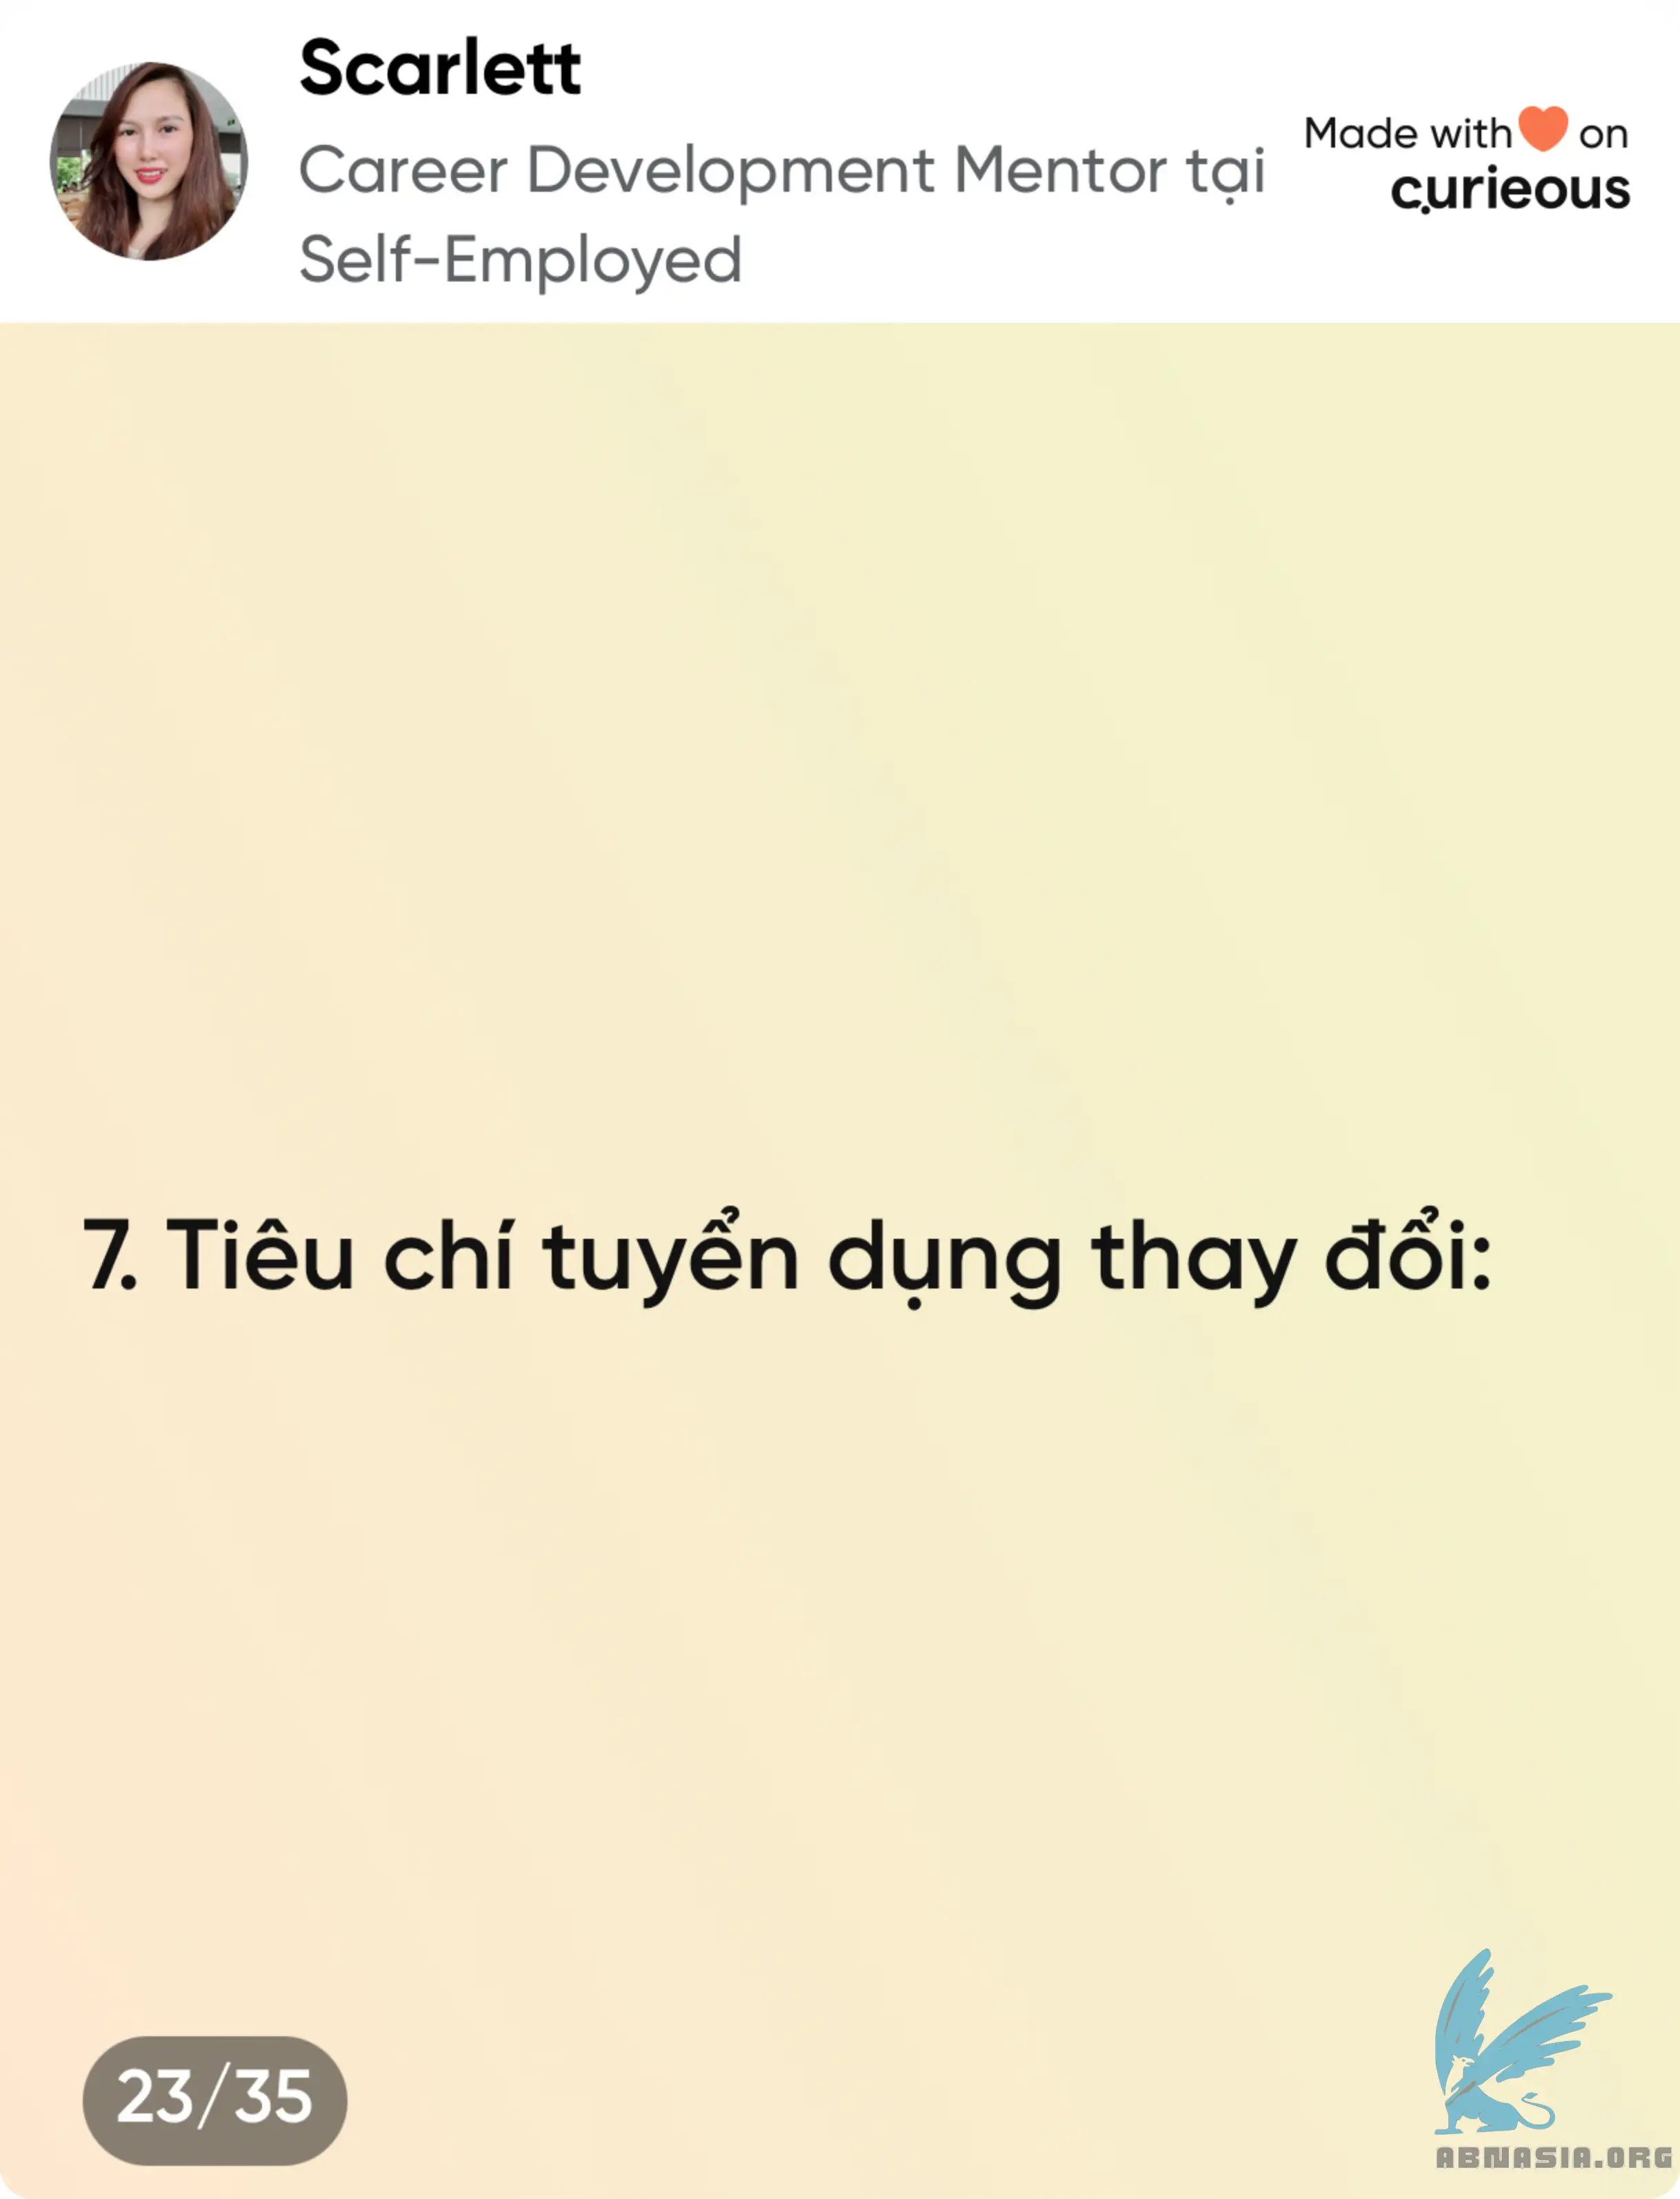 Scarlett
Career Development Mentor tại
Self-Employed
Made with on
curieous
7. Tiêu chí tuyển dụng thay đổi:
23/35
ABNASIA.ORG